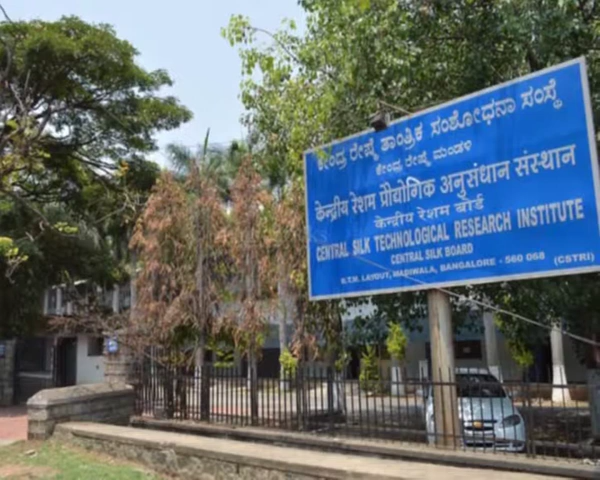 ಕೇಂದ್ರ ರೇಷ್ಮೆ ತಾಂತ್ರಿಕ ಸಂಶೋಧನಾ ಸಂಸ್ಥೆ
ಕೇಂದ್ರ ರೇಷ್ಮೆ ಮಂಡಳಿ
केन्द्रीय रेशम प्रौद्योगिक अनुसंधान संस्थान
केन्द्रीय रेशम बोर्ड
CENTRAL SILK TECHNOLOGICAL RESEARCH INSTITUTE
CENTRAL SILK BOARD
B.T.M. LAYOUT, MADIWALA, BANGALORE - 560 068 (CSTRI)